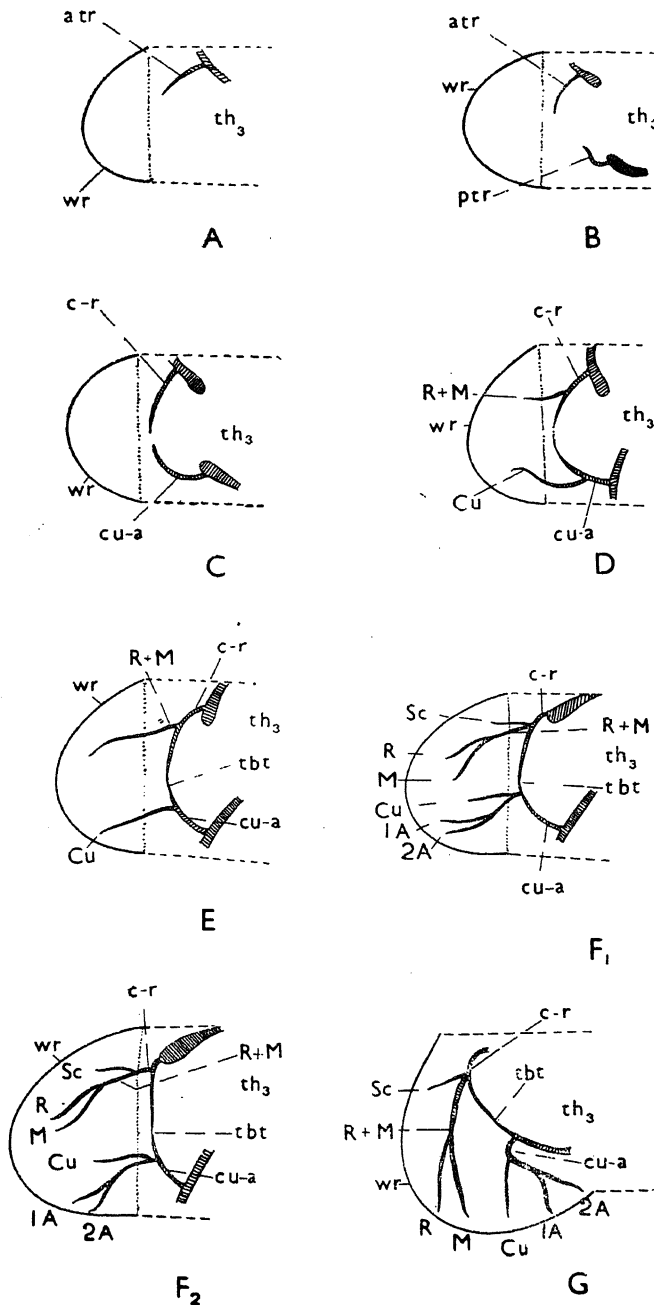 atr
th3
wr
A
atr
wr
th3
ptr
B
c-r
th3
wr
cu-a
C
c-r
R+M
wr
th3
Cu
cu-a
D
R+M
c-r
wr
th3
tbt
cu-a
Cu
E
c-r
Sc
R+M
R
th3
M
tbt
Cu
1A
2A
cu-a
F1
c-r
wr
R+M
Sc
th3
R
M
tbt
Cu
cu-a
1A
2A
F2
c-r
tbt
Sc
th3
R+M
cu-a
wr
2A
R
M
Cu
1A
G